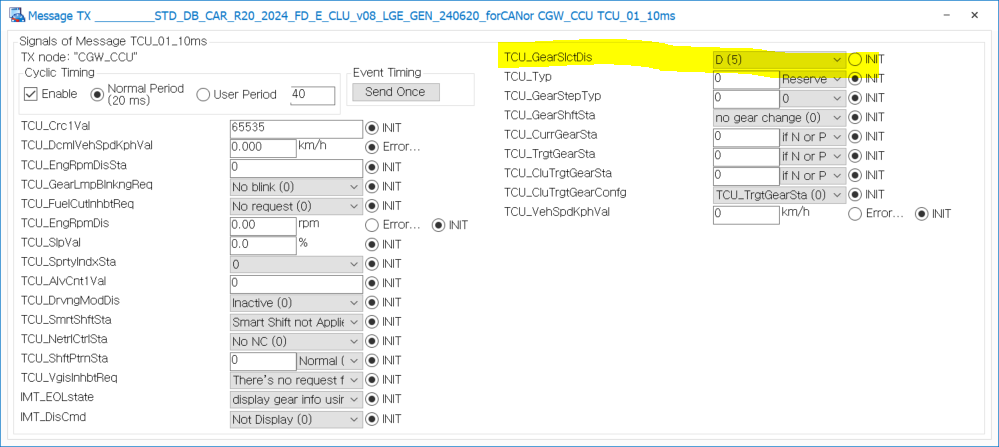 Message TX __________STD_DB_CAR_R20_2024_FD_E_CLU_v08_LGE_GEN_240620_forCANor CGW_CCU TCU_01_10ms
Signals of Message TCU_01_10ms
TX node: "CGW_CCU"
Cyclic Timing
Enable
Normal Period
(20 ms)
User Period
40
Event Timing
Send Once
TCU_Crc1Val 65535 INIT
TCU_DcmlVehSpdKphVal 0.000 km/h Error...
TCU_EngRpmDisSta 0 INIT
TCU_GearLmpBlnkngReq No blink (0) INIT
TCU_FuelCutInhbtReq No request (0) INIT
TCU_EngRpmDis 0.00 rpm Error... INIT
TCU_SlpVal 0.0 % INIT
TCU_SprtyIndxSta 0 INIT
TCU_AlvCnt1Val 0 INIT
TCU_DrvngModDis Inactive (0) INIT
TCU_SmrtShftSta Smart Shift not Applie INIT
TCU_NetrlCtrlSta No NC (0) INIT
TCU_ShftPtrnSta 0 Normal ( INIT
TCU_VgisInhbtReq There's no request f INIT
IMT_EOLstate display gear info usir INIT
IMT_DisCmd Not Display (0) INIT
TCU_GearSlctDis D (5) INIT
TCU_Typ 0 Reserve INIT
TCU_GearStepTyp 0 0 INIT
TCU_GearShftSta no gear change (0) INIT
TCU_CurrGearSta 0 if N or P INIT
TCU_TrgtGearSta 0 if N or P INIT
TCU_CluTrgtGearSta 0 if N or P INIT
TCU_CluTrgtGearConfg TCU_TrgtGearSta (0) INIT
TCU_VehSpdKphVal 0 km/h Error... INIT